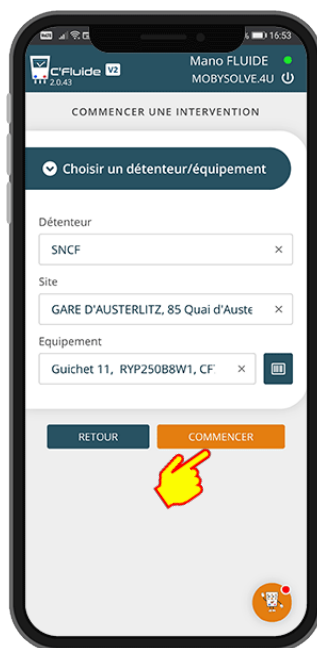 16:53
C'Fluide V2
2.0.43
Mano FLUIDE
MOBYSOLVE.4U
COMMENCER UNE INTERVENTION
Choisir un détenteur/équipement
Détenteur
SNCF ×
Site
GARE D'AUSTERLITZ, 85 Quai d'Auste ×
Equipement
Guichet 11, RYP250B8W1, CF ×
RETOUR
COMMENCER